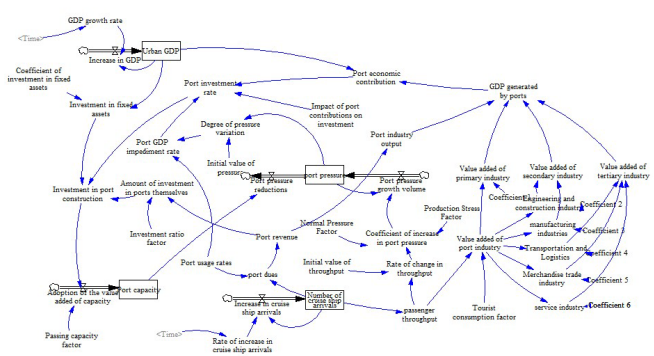 GDP growth rate
<Time>
Increase in GDP
Urban GDP
Coefficient of
investment in fixed
assets
Investment in fixed
assets
Port investment
rate
Port economic
contribution
GDP generated
by ports
Impact of port
contributions on
investment
Degree of pressure
variation
Port industry
output
Port GDP
impediment rate
Initial value of
pressure
Port pressure
reductions
port pressure
Port pressure
growth volume
Value added of
primary industry
Value added of
secondary industry
Value added of
tertiary industry
Investment in port
construction
Amount of investment
in ports themselves
Investment ratio
factor
Normal Pressure
Factor
Production Stress
Factor
Coefficient of increase
in port pressure
Coefficient
Engineering and
construction industry
Coefficient 2
manufacturing
industries
Coefficient 3
Value added of
port industry
Transportation and
Logistics
Coefficient 4
Merchandise trade
industry
Coefficient 5
service industry
Coefficient 6
Port revenue
Port usage rates
port dues
Initial value of
throughput
Rate of change in
throughput
Adoption of the value
added of capacity
Port capacity
Increase in cruise
ship arrivals
Number of
cruise ship
arrivals
passenger
throughput
Tourist
consumption factor
Passing capacity
factor
<Time>
Rate of increase in
cruise ship arrivals